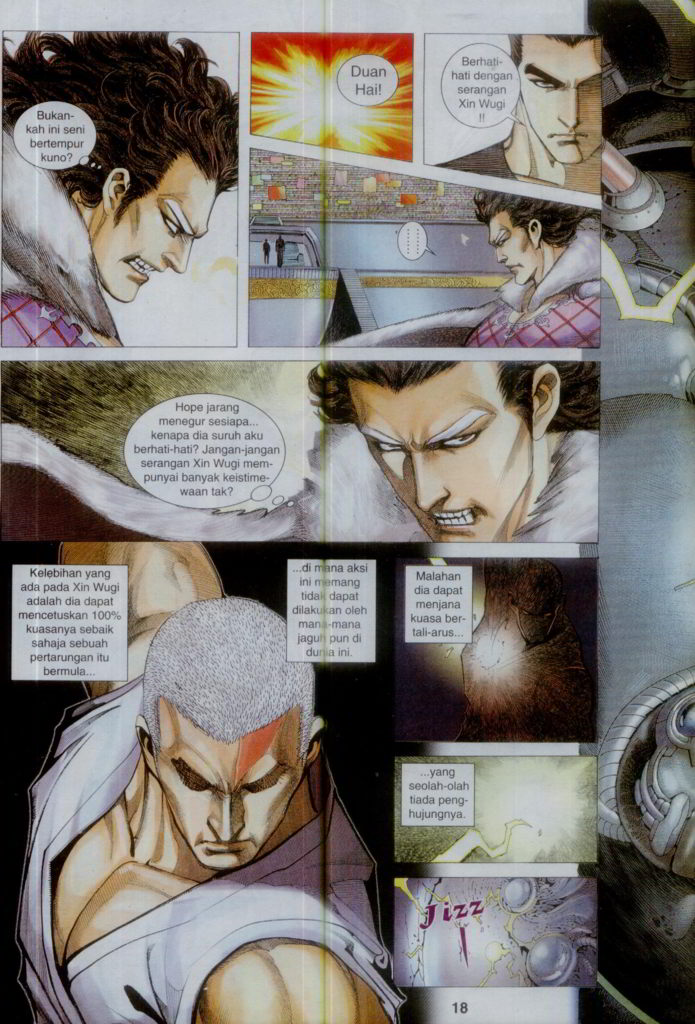 Bukan-
kah ini seni
bertempur
kuno?
Duan
Hai!
Berhati-
hati dengan
serangan
Xin Wugi
!!
Hope jarang
menegur sesiapa...
kenapa dia suruh aku
berhati-hati? Jangan-jangan
serangan Xin Wugi mem-
punyai banyak keistime-
waan tak?
Kelebihan yang
ada pada Xin Wugi
adalah dia dapat
mencetuskan 100%
kuasanya sebaik
sahaja sebuah
pertarungan itu
bermula...
...di mana aksi
ini memang
tidak dapat
dilakukan oleh
mana-mana
jaguh pun di
dunia ini.
Malahan
dia dapat
menjana
kuasa ber-
tali-arus...
...yang
seolah-olah
tiada peng-
hujungnya.
Jizz
18